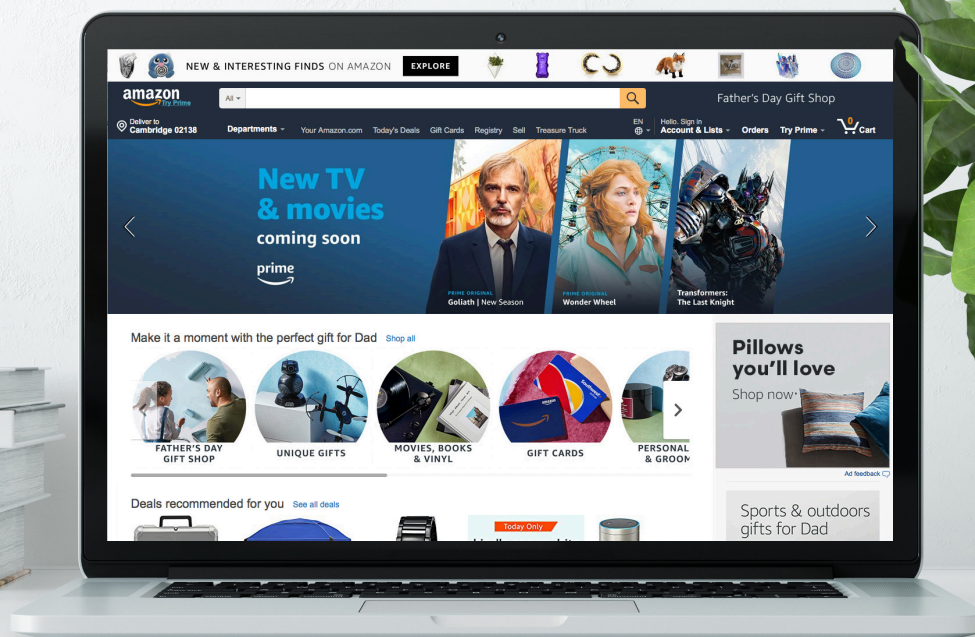 NEW & INTERESTING FINDS ON AMAZON EXPLORE
amazon
Try Prime
All
Father's Day Gift Shop
Deliver to
Cambridge 02138
Departments
Your Amazon.com Today's Deals Gift Cards Registry Sell Treasure Truck
EN
Hello. Sign in
Account & Lists
Orders
Try Prime
0
Cart
New TV
& movies
coming soon
prime
PRIME ORIGINAL
Goliath | New Season
PRIME ORIGINAL
Wonder Wheel
Transformers:
The Last Knight
Make it a moment with the perfect gift for Dad Shop all
FATHER'S DAY
GIFT SHOP
UNIQUE GIFTS
MOVIES, BOOKS
& VINYL
amazon
Southwest
GIFT CARDS
PERSONAL
& GROOM
Pillows
you'll love
Shop now
Ad feedback
Deals recommended for you See all deals
Today Only
Sports & outdoors
gifts for Dad